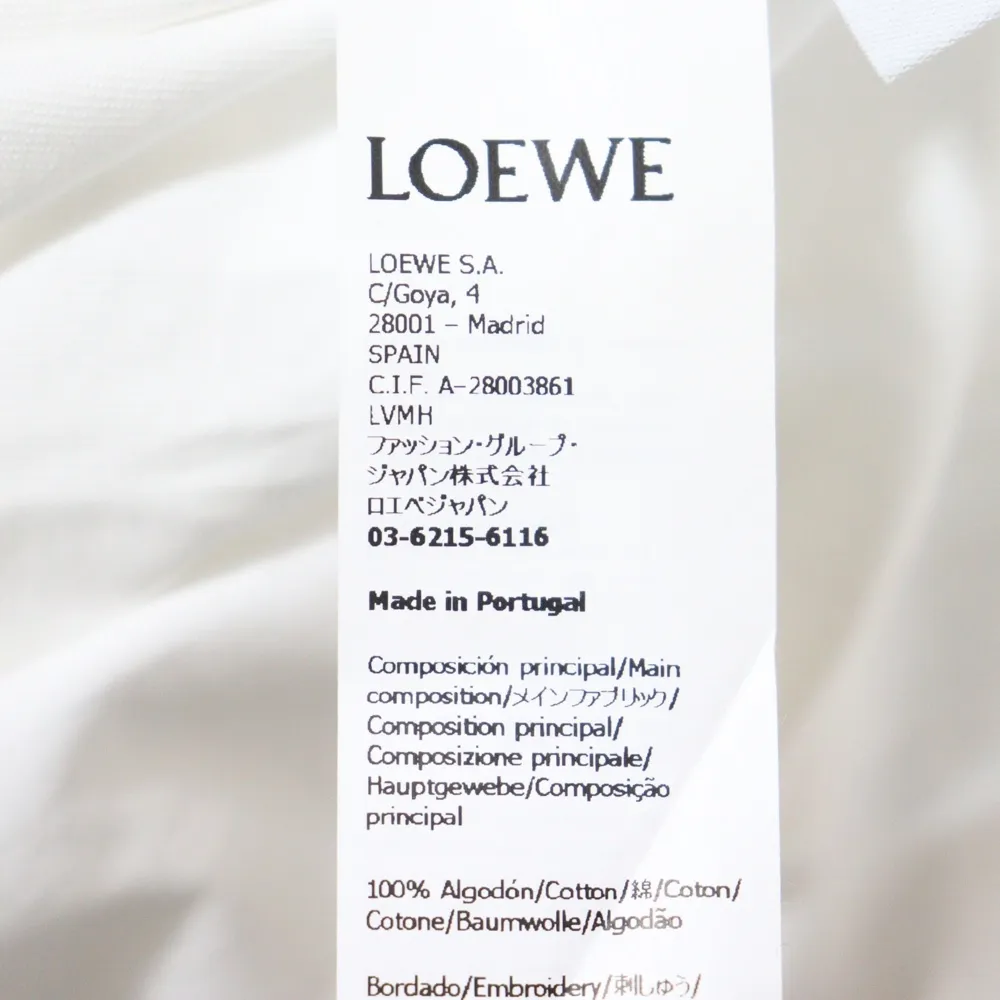 LOEWE
LOEWE S.A.
C/Goya, 4
28001 – Madrid
SPAIN
C.I.F. A-28003861
LVMH
ファッション・グループ・
ジャパン株式会社
ロエベジャパン
03-6215-6116
Made in Portugal
Composición principal/Main
composition/メインファブリック/
Composition principal/
Composizione principale/
Hauptgewebe/Composição
principal
100% Algodón/Cotton/綿/Coton/
Cotone/Baumwolle/Algodão
Bordado/Embroidery/刺しゅう/